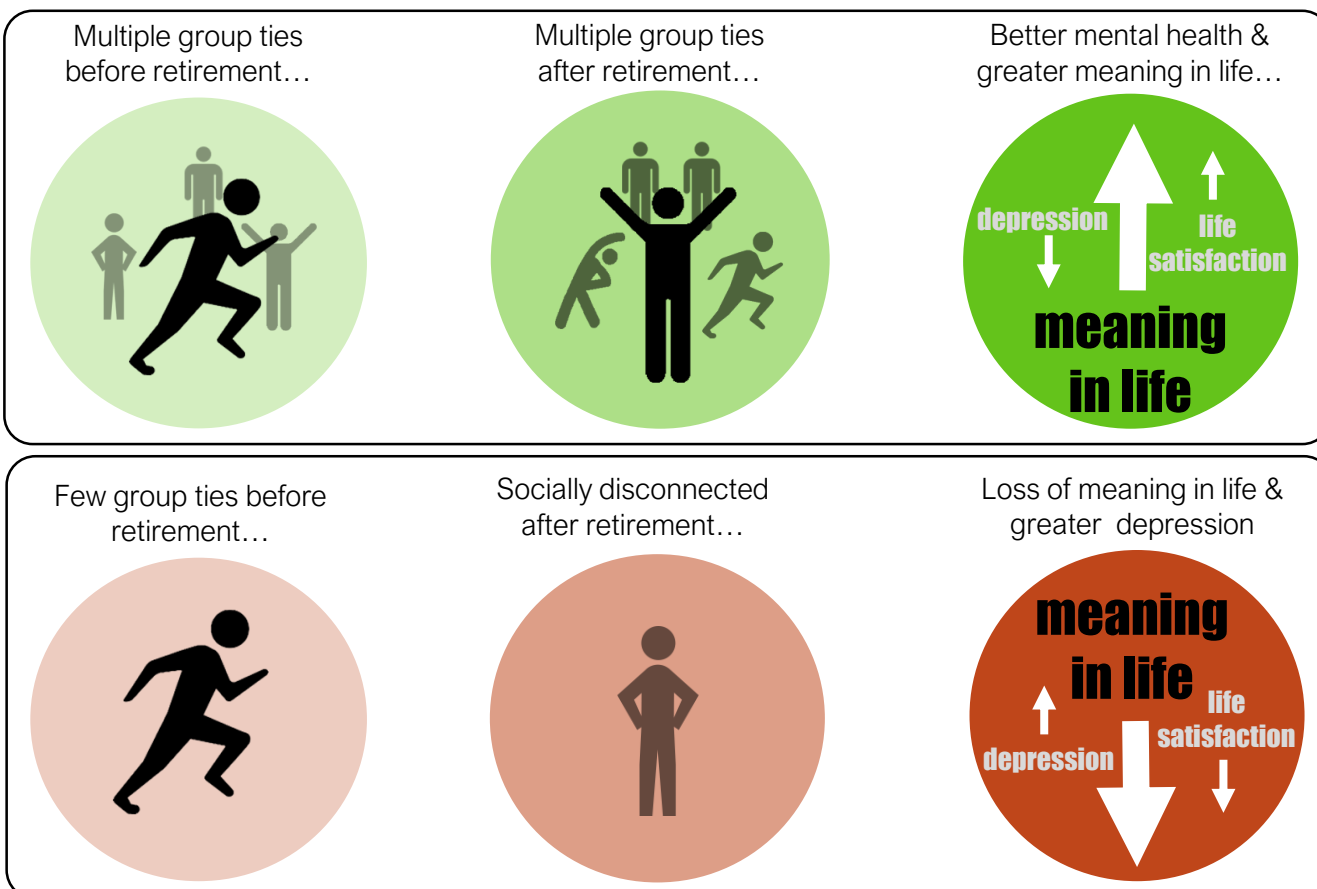 Multiple group ties
before retirement…
Multiple group ties
after retirement…
Better mental health &
greater meaning in life…
depression
life
satisfaction
meaning
in life
Few group ties before
retirement…
Socially disconnected
after retirement…
Loss of meaning in life &
greater  depression
meaning
in life
life
satisfaction
depression